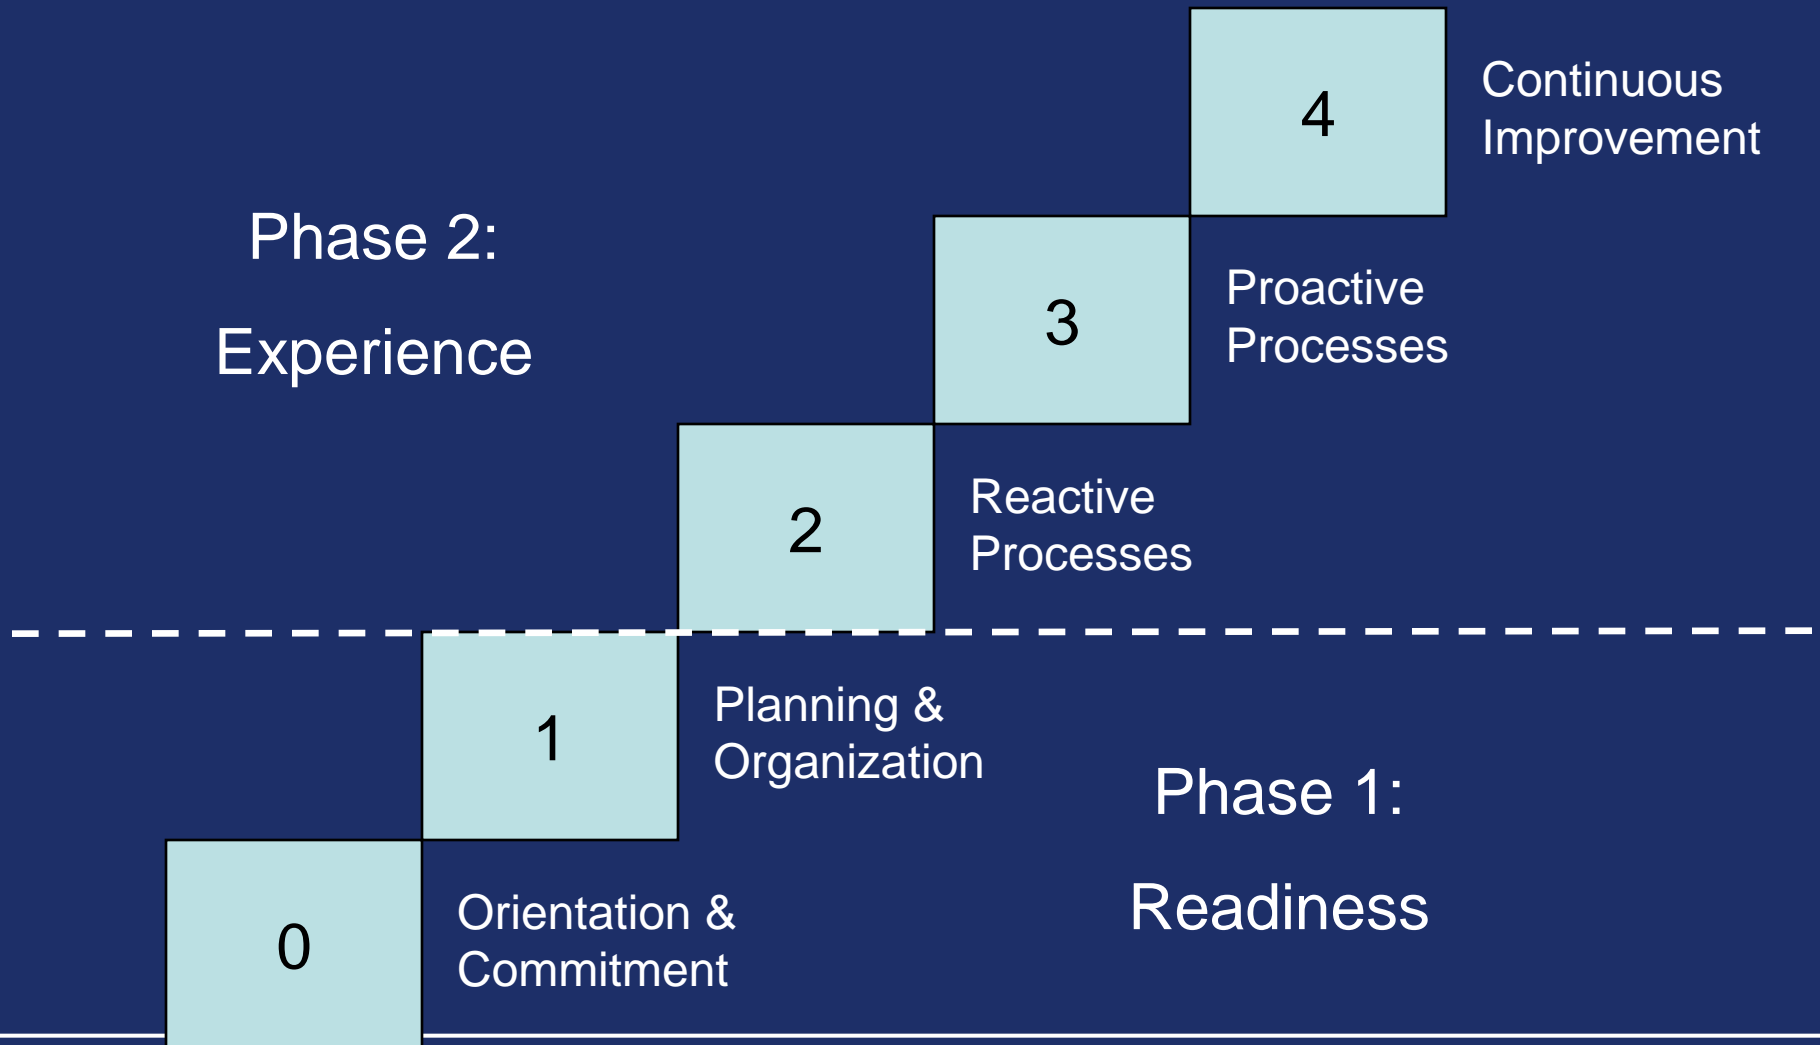 4
Continuous
Improvement
Phase 2:
Experience
3
Proactive
Processes
2
Reactive
Processes
1
Planning &
Organization
Phase 1:
Readiness
0
Orientation &
Commitment